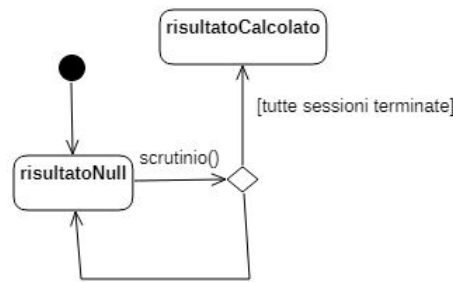 risultatoCalcolato
[tutte sessioni terminate]
scrutinio()
risultatoNull